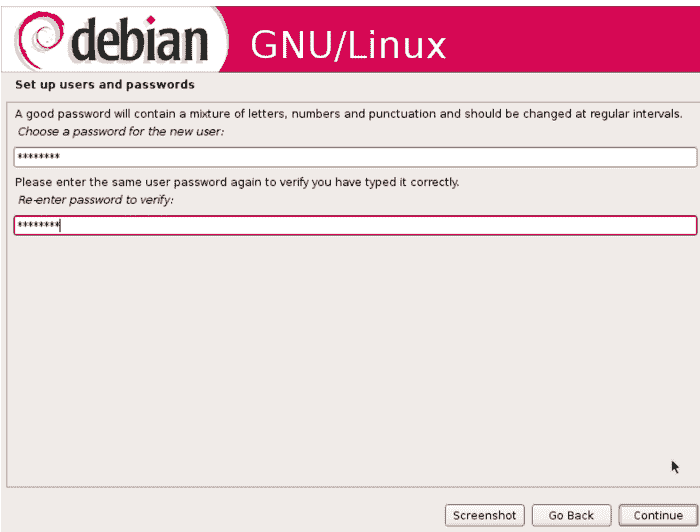 debian GNU/Linux
Set up users and passwords
A good password will contain a mixture of letters, numbers and punctuation and should be changed at regular intervals.
Choose a password for the new user:
********
Please enter the same user password again to verify you have typed it correctly.
Re-enter password to verify:
********
Screenshot Go Back Continue